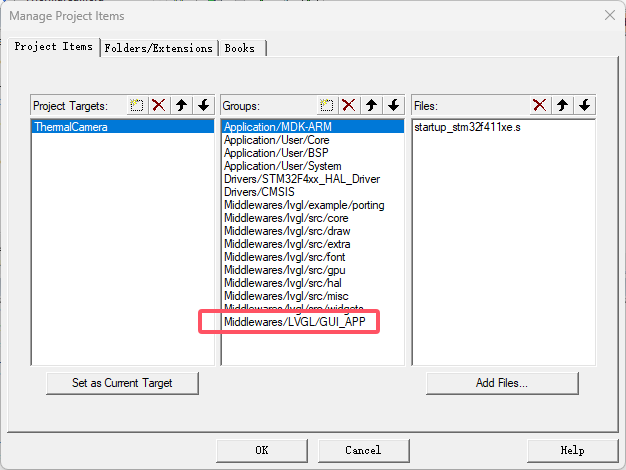 Manage Project Items
Project Items
Folders/Extensions
Books
Project Targets:
ThermalCamera
Set as Current Target
Groups:
Application/MDK-ARM
Application/User/Core
Application/User/BSP
Application/User/System
Drivers/STM32F4xx_HAL_Driver
Drivers/CMSIS
Middlewares/lvgl/example/porting
Middlewares/lvgl/src/core
Middlewares/lvgl/src/draw
Middlewares/lvgl/src/extra
Middlewares/lvgl/src/font
Middlewares/lvgl/src/gpu
Middlewares/lvgl/src/hal
Middlewares/lvgl/src/misc
Middlewares/lvgl/src/widgets
Middlewares/LVGL/GUI_APP
Files:
startup_stm32f411xe.s
Add Files...
OK
Cancel
Help